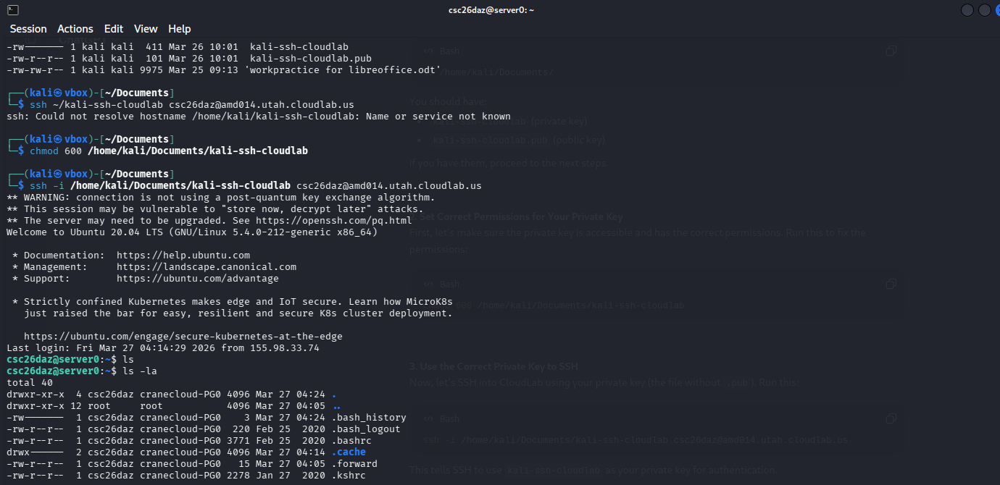 csc26daz@server0: ~
Session Actions Edit View Help
-rw------- 1 kali kali  411 Mar 26 10:01  kali-ssh-cloudlab
-rw-r--r-- 1 kali kali  101 Mar 26 10:01  kali-ssh-cloudlab.pub
-rw-rw-r-- 1 kali kali 9975 Mar 25 09:13 'workpractice for libreoffice.odt'
┌──(kali㉿vbox)-[~/Documents]
└─$ ssh ~/kali-ssh-cloudlab csc26daz@amd014.utah.cloudlab.us
ssh: Could not resolve hostname /home/kali/kali-ssh-cloudlab: Name or service not known
┌──(kali㉿vbox)-[~/Documents]
└─$ chmod 600 /home/kali/Documents/kali-ssh-cloudlab
┌──(kali㉿vbox)-[~/Documents]
└─$ ssh -i /home/kali/Documents/kali-ssh-cloudlab csc26daz@amd014.utah.cloudlab.us
** WARNING: connection is not using a post-quantum key exchange algorithm.
** This session may be vulnerable to "store now, decrypt later" attacks.
** The server may need to be upgraded. See https://openssh.com/pq.html
Welcome to Ubuntu 20.04 LTS (GNU/Linux 5.4.0-212-generic x86_64)
 * Documentation:  https://help.ubuntu.com
 * Management:     https://landscape.canonical.com
 * Support:        https://ubuntu.com/advantage
 * Strictly confined Kubernetes makes edge and IoT secure. Learn how MicroK8s
   just raised the bar for easy, resilient and secure K8s cluster deployment.
   https://ubuntu.com/engage/secure-kubernetes-at-the-edge
Last login: Fri Mar 27 04:14:29 2026 from 155.98.33.74
csc26daz@server0:~$ ls
csc26daz@server0:~$ ls -la
total 40
drwxr-xr-x  4 csc26daz cranecloud-PG0 4096 Mar 27 04:24 .
drwxr-xr-x 12 root     root           4096 Mar 27 04:05 ..
-rw-------  1 csc26daz cranecloud-PG0    3 Mar 27 04:24 .bash_history
-rw-r--r--  1 csc26daz cranecloud-PG0  220 Feb 25  2020 .bash_logout
-rw-r--r--  1 csc26daz cranecloud-PG0 3771 Feb 25  2020 .bashrc
drwx------  2 csc26daz cranecloud-PG0 4096 Mar 27 04:14 .cache
-rw-r--r--  1 csc26daz cranecloud-PG0   15 Mar 27 04:05 .forward
-rw-r--r--  1 csc26daz cranecloud-PG0 2278 Jan 27  2020 .kshrc
Bash
/home/kali/Documents/
You should have:
kali-ssh-cloudlab (private key)
kali-ssh-cloudlab.pub (public key)
If you have them, proceed to the next steps.
2. Set Correct Permissions for Your Private Key
First, let's make sure the private key is accessible and has the correct permissions. Run this to fix the
permissions:
Bash
600 /home/kali/Documents/kali-ssh-cloudlab
3. Use the Correct Private Key to SSH
Now, let's SSH into CloudLab using your private key (the file without .pub). Run this:
Bash
ssh -i /home/kali/Documents/kali-ssh-cloudlab csc26daz@amd014.utah.cloudlab.us
This tells SSH to use kali-ssh-cloudlab as your private key for authentication.